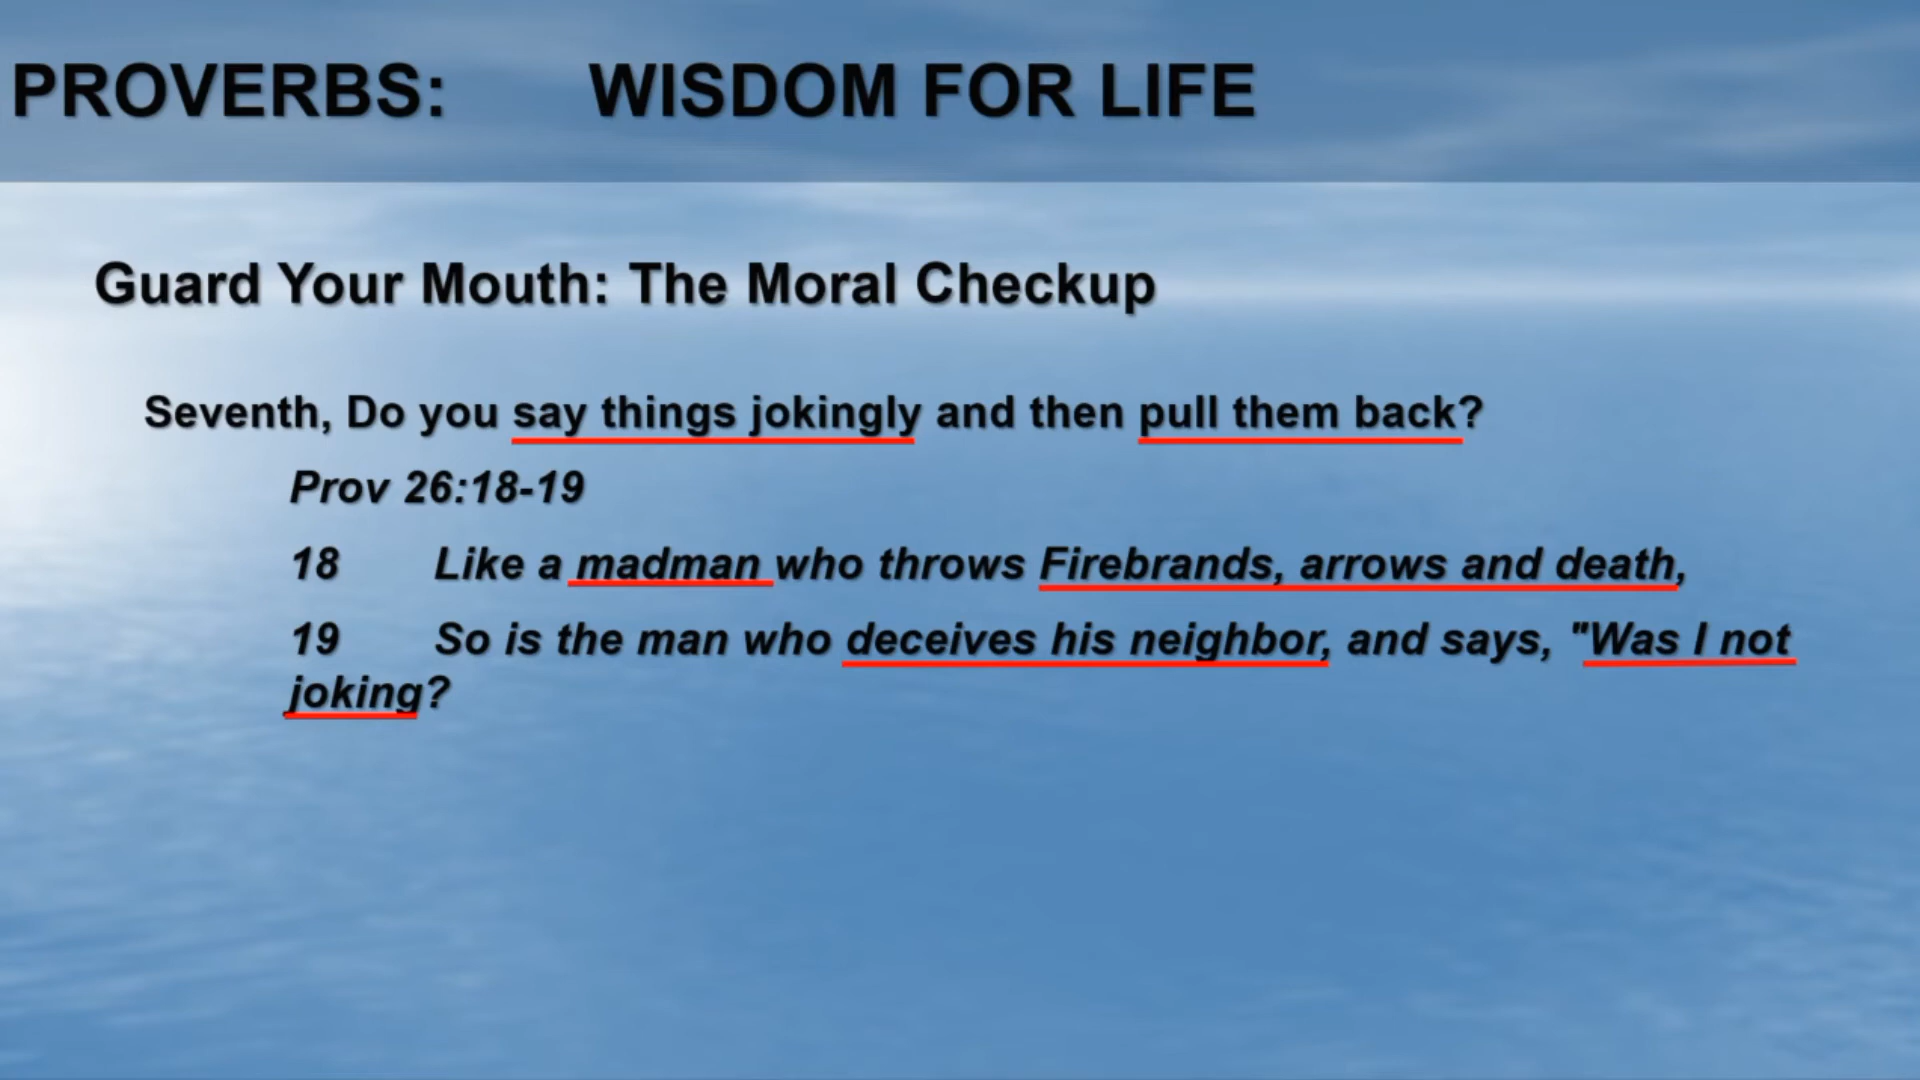 PROVERBS: WISDOM FOR LIFE
Guard Your Mouth: The Moral Checkup
Seventh, Do you say things jokingly and then pull them back?
Prov 26:18-19
18 Like a madman who throws Firebrands, arrows and death,
19 So is the man who deceives his neighbor, and says, "Was I not
joking?